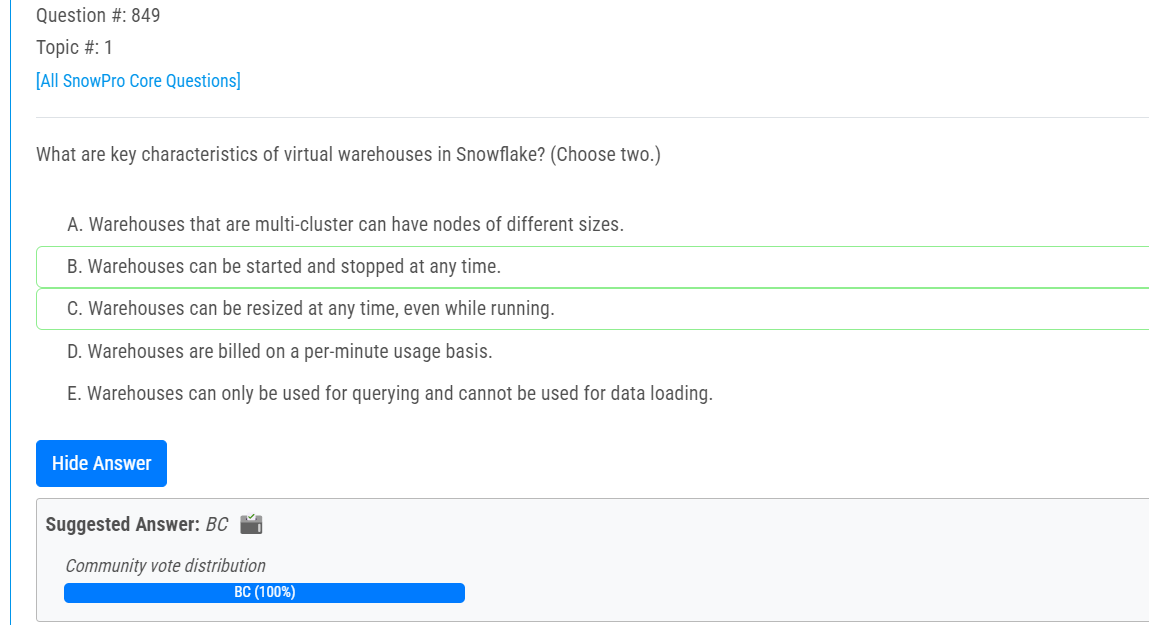 Question #: 849
Topic #: 1
[All SnowPro Core Questions]
What are key characteristics of virtual warehouses in Snowflake? (Choose two.)
A. Warehouses that are multi-cluster can have nodes of different sizes.
B. Warehouses can be started and stopped at any time.
C. Warehouses can be resized at any time, even while running.
D. Warehouses are billed on a per-minute usage basis.
E. Warehouses can only be used for querying and cannot be used for data loading.
Hide Answer
Suggested Answer: BC
Community vote distribution
BC (100%)